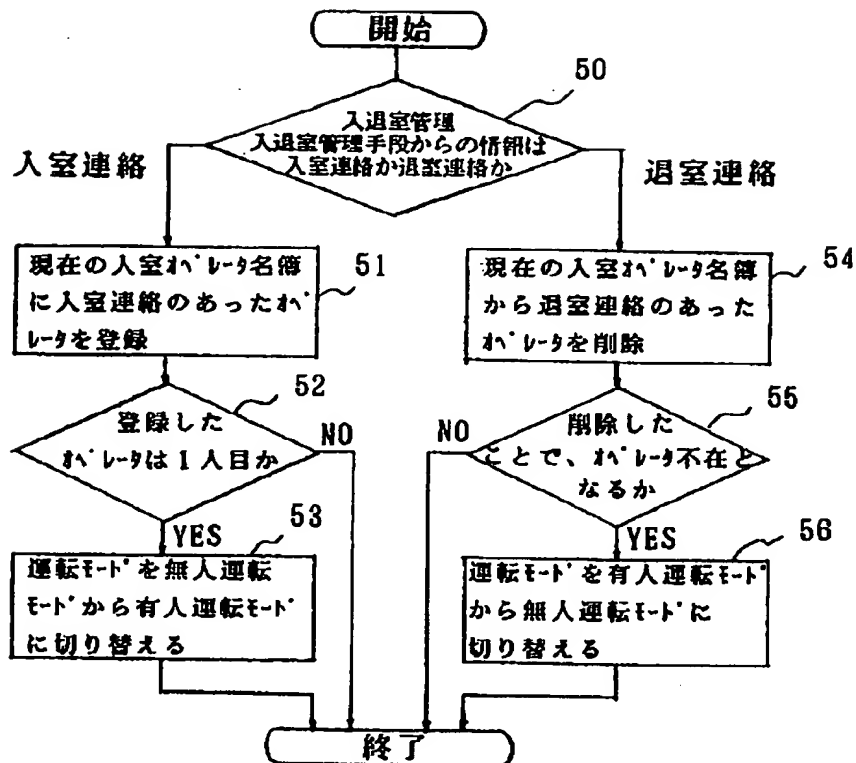 開始
50
入退室管理
入退室管理手段からの情報は
入室連絡か退室連絡か
入室連絡
退室連絡
現在の入室ｵﾍﾟﾚｰﾀ名簿
に入室連絡のあったｵﾍﾟ
ﾚｰﾀを登録
51
現在の入室ｵﾍﾟﾚｰﾀ名簿
から退室連絡のあった
ｵﾍﾟﾚｰﾀを削除
54
登録した
ｵﾍﾟﾚｰﾀは１人目か
52
NO
YES
削除した
ことで、ｵﾍﾟﾚｰﾀ不在と
なるか
55
NO
YES
運転ﾓｰﾄﾞを無人運転
ﾓｰﾄﾞから有人運転ﾓｰﾄﾞ
に切り替える
53
運転ﾓｰﾄﾞを有人運転ﾓｰﾄﾞ
から無人運転ﾓｰﾄﾞに
切り替える
56
終了